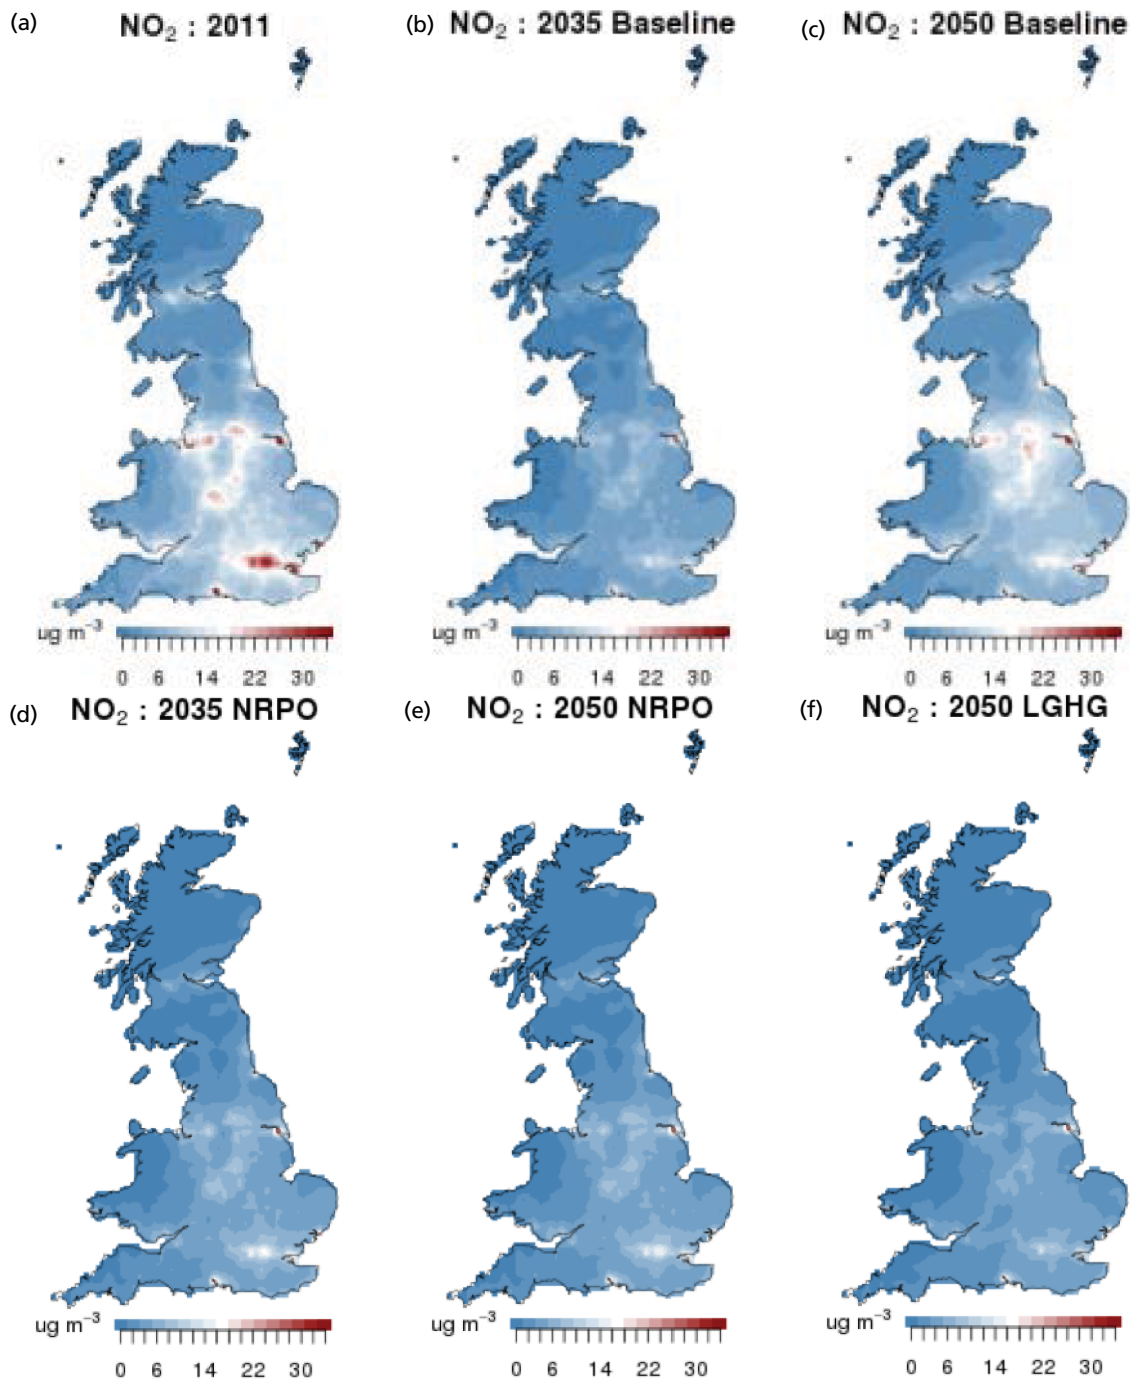 (a) NO₂ : 2011
(b) NO₂ : 2035 Baseline
(c) NO₂ : 2050 Baseline
ug m⁻³
0 6 14 22 30
ug m⁻³
0 6 14 22 30
ug m⁻³
0 6 14 22 30
(d) NO₂ : 2035 NRPO
(e) NO₂ : 2050 NRPO
(f) NO₂ : 2050 LGHG
ug m⁻³
0 6 14 22 30
ug m⁻³
0 6 14 22 30
ug m⁻³
0 6 14 22 30